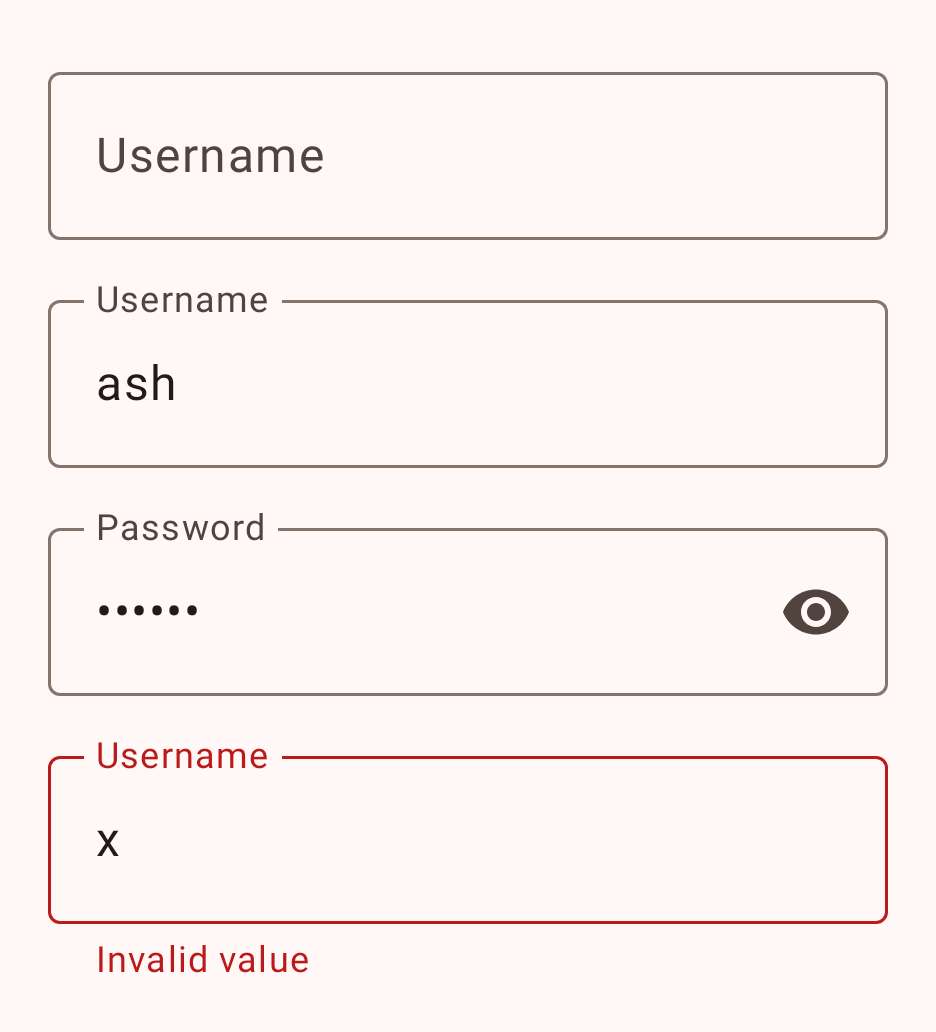 Username
Username
ash
Password
••••••
Username
x
Invalid value